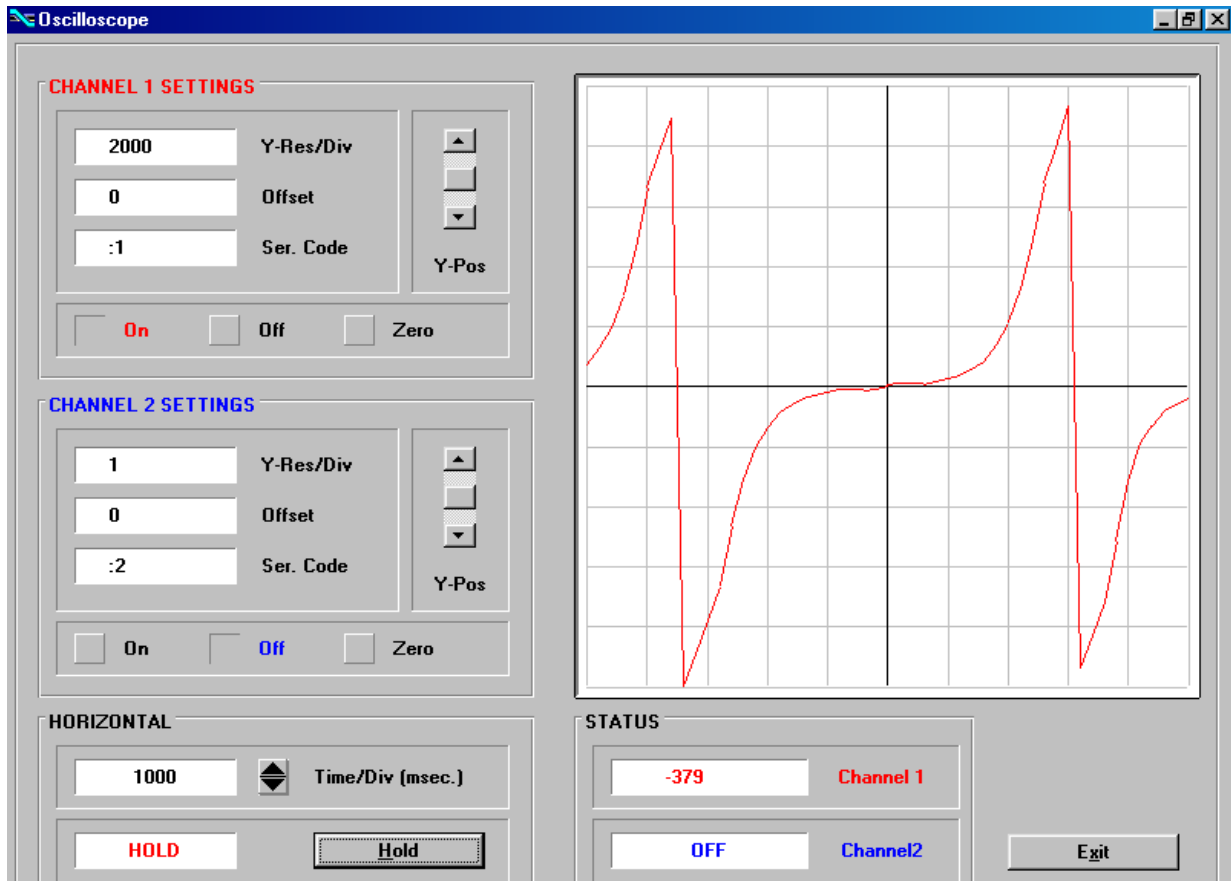 Oscilloscope
CHANNEL 1 SETTINGS
2000 Y-Res/Div
0 Offset
:1 Ser. Code
Y-Pos
On Off Zero
CHANNEL 2 SETTINGS
1 Y-Res/Div
0 Offset
:2 Ser. Code
Y-Pos
On Off Zero
HORIZONTAL
1000 Time/Div (msec.)
HOLD Hold
STATUS
-379 Channel 1
OFF Channel2
Exit